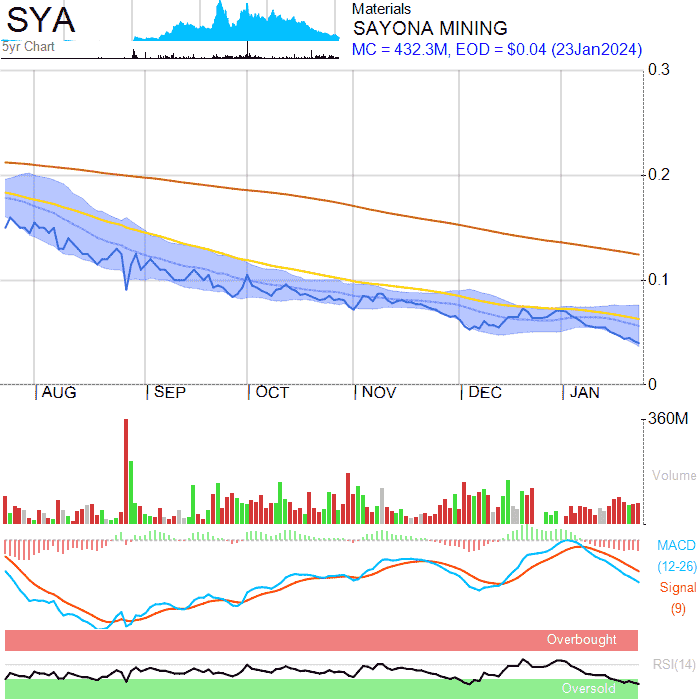 SYA
5yr Chart
Materials
SAYONA MINING
MC = 432.3M, EOD = $0.04 (23Jan2024)
0.3
0.2
0.1
0
AUG SEP OCT NOV DEC JAN
360M
Volume
MACD
(12-26)
Signal
(9)
Overbought
RSI(14)
Oversold